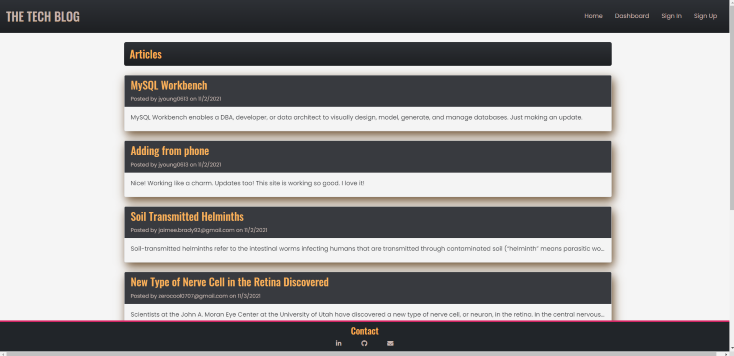 THE TECH BLOG
Home Dashboard Sign In Sign Up
Articles
MySQL Workbench
Posted by jyoung0613 on 11/2/2021
MySQL Workbench enables a DBA, developer, or data architect to visually design, model, generate, and manage databases. Just making an update.
Adding from phone
Posted by jyoung0613 on 11/2/2021
Nice! Working like a charm. Updates too! This site is working so good. I love it!
Soil Transmitted Helminths
Posted by jaimee.brady92@gmail.com on 11/2/2021
Soil-transmitted helminths refer to the intestinal worms infecting humans that are transmitted through contaminated soil ("helminth" means parasitic wo...
New Type of Nerve Cell in the Retina Discovered
Posted by zerocool0707@gmail.com on 11/3/2021
Scientists at the John A. Moran Eye Center at the University of Utah have discovered a new type of nerve cell, or neuron, in the retina. In the central nervous...
Contact
in